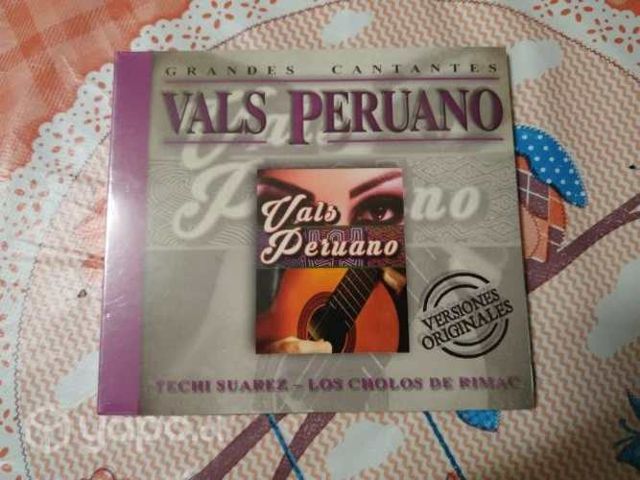 GRANDES CANTANTES
VALS PERUANO
Vals
Peruano
VERSIONES
ORIGINALES
TECHI SUAREZ - LOS CHOLOS DE RIMAC
yapo.cl